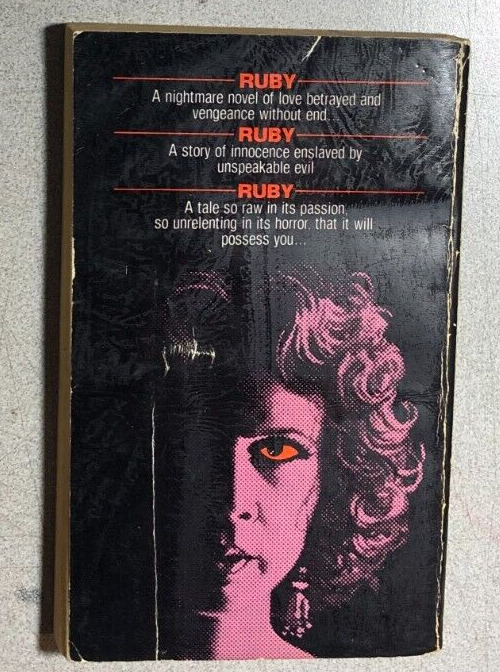 RUBY
A nightmare novel of love betrayed and
vengeance without end.
RUBY
A story of innocence enslaved by
unspeakable evil
RUBY
A tale so raw in its passion,
so unrelenting in its horror, that it will
possess you...